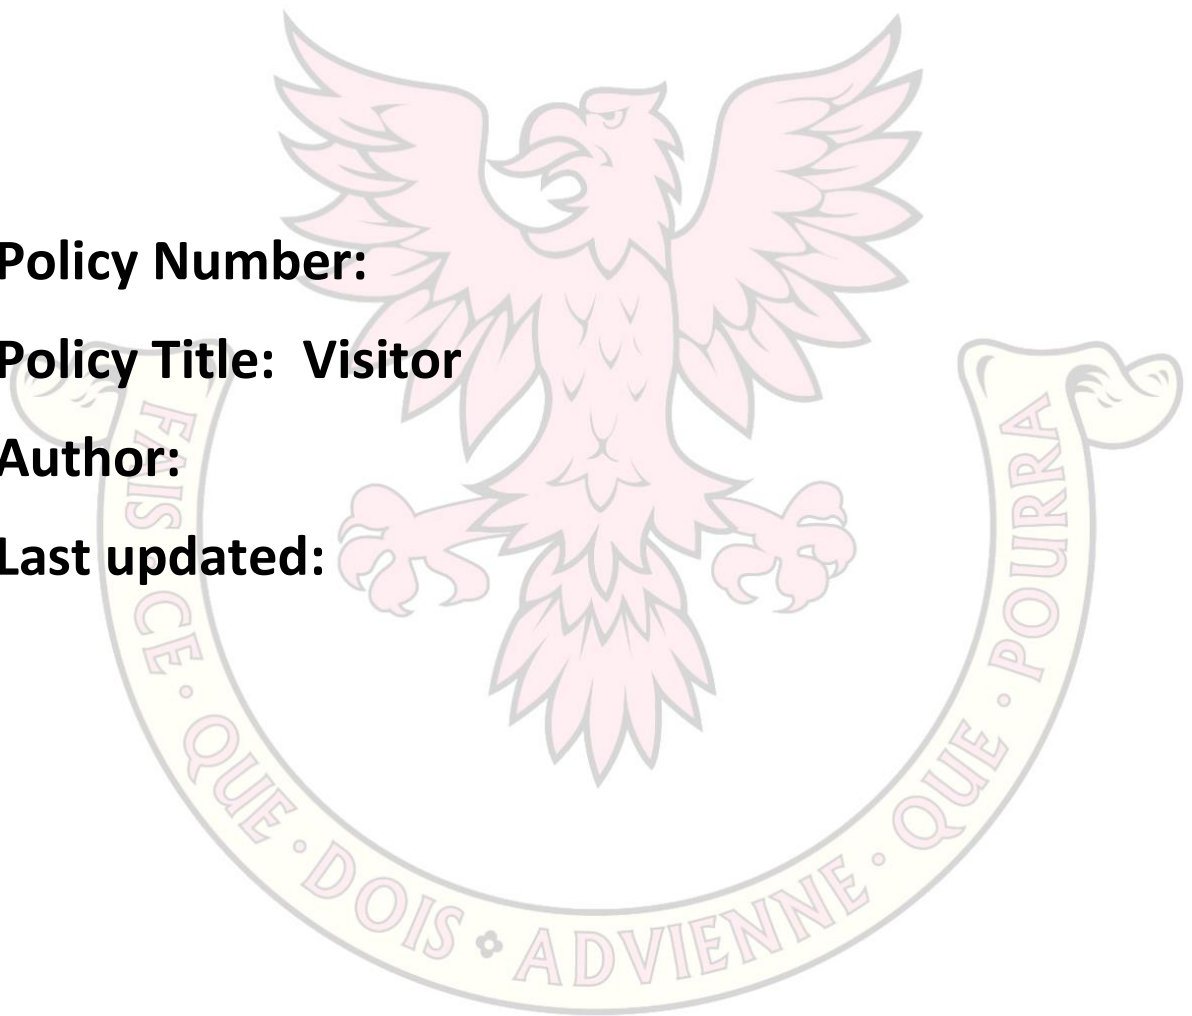 Policy Number:
Policy Title: Visitor
Author:
Last updated:
FAIS CE · QUE · DOIS · ADVIENNE · QUE · POURRA